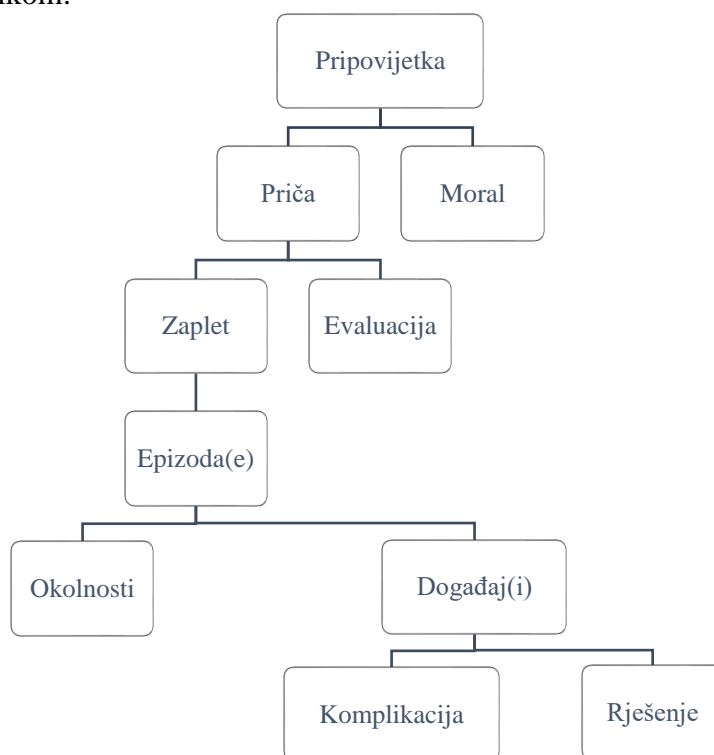 Pripovijetka
Priča
Moral
Zaplet
Evaluacija
Epizoda(e)
Okolnosti
Događaj(i)
Komplikacija
Rješenje